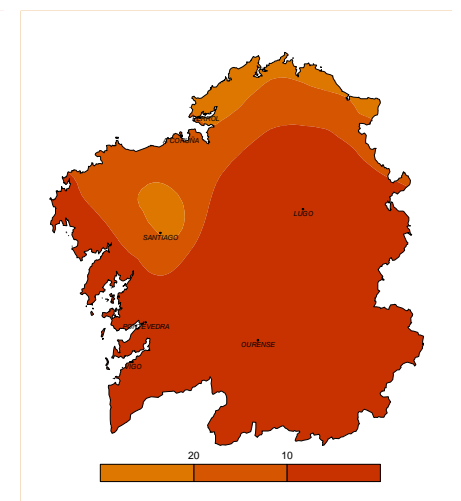 FERROL
A CORUÑA
LUGO
SANTIAGO
PONTEVEDRA
OURENSE
VIGO
20 10